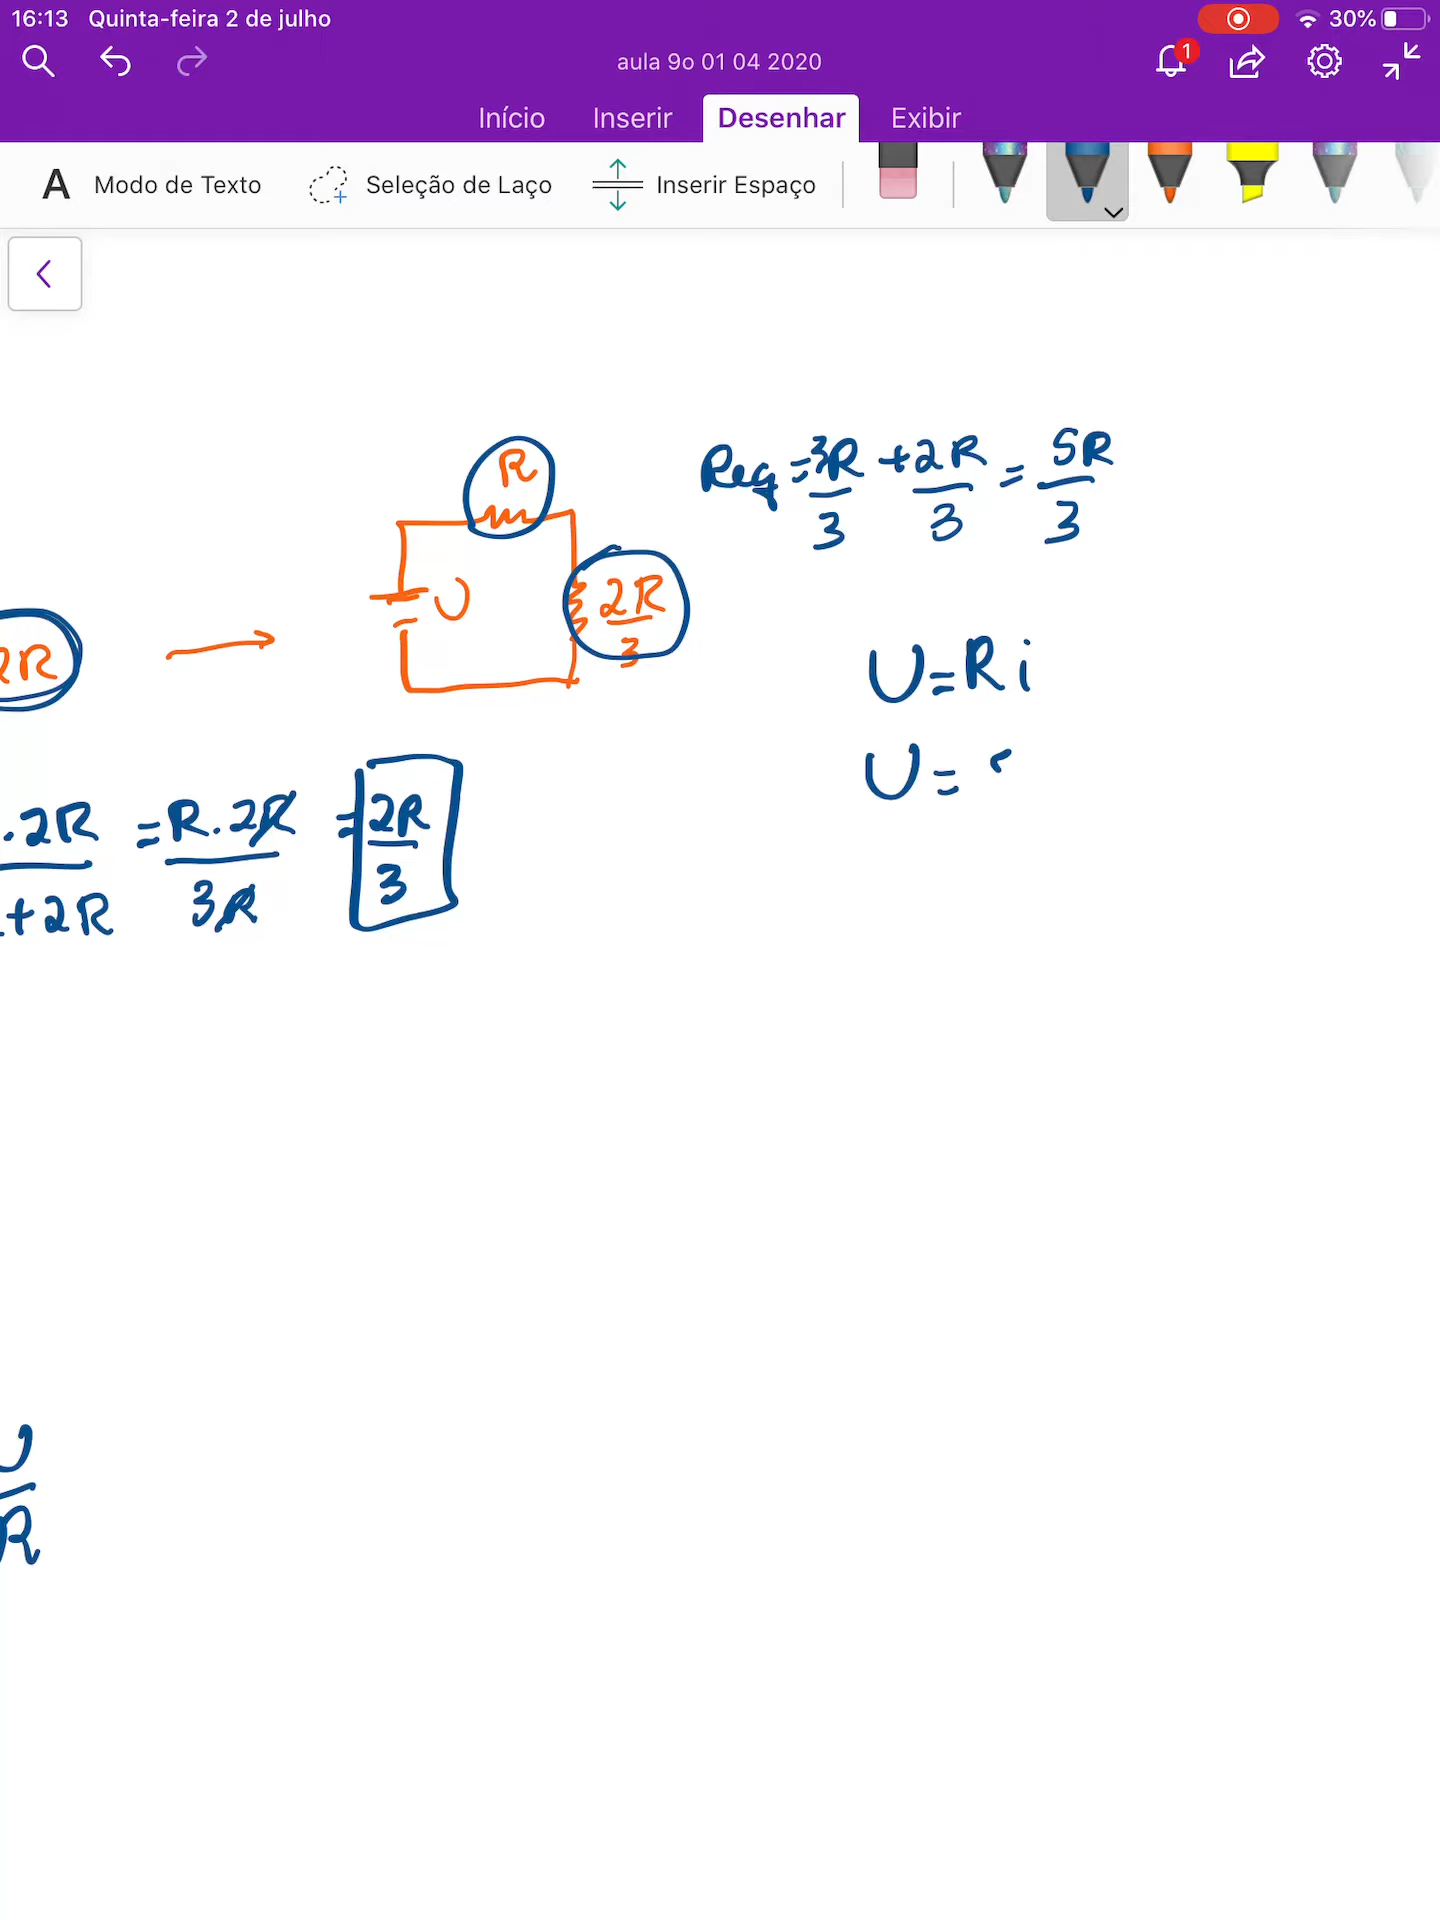 16:13 Quinta-feira 2 de julho 30%
aula 9o 01 04 2020 1
Início Inserir Desenhar Exibir
A Modo de Texto Seleção de Laço Inserir Espaço
R
Req = 3R/3 + 2R/3 = 5R/3
U
2R/3
2R
U = R i
U =
.2R/+2R = R.2R/3R = 2R/3
U/R